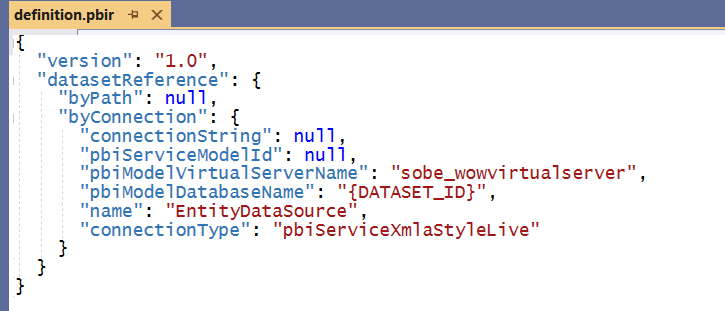 definition.pbir
{
"version": "1.0",
"datasetReference": {
"byPath": null,
"byConnection": {
"connectionString": null,
"pbiServiceModelId": null,
"pbiModelVirtualServerName": "sobe_wowvirtualserver",
"pbiModelDatabaseName": "{DATASET_ID}",
"name": "EntityDataSource",
"connectionType": "pbiServiceXmlaStyleLive"
}
}
}